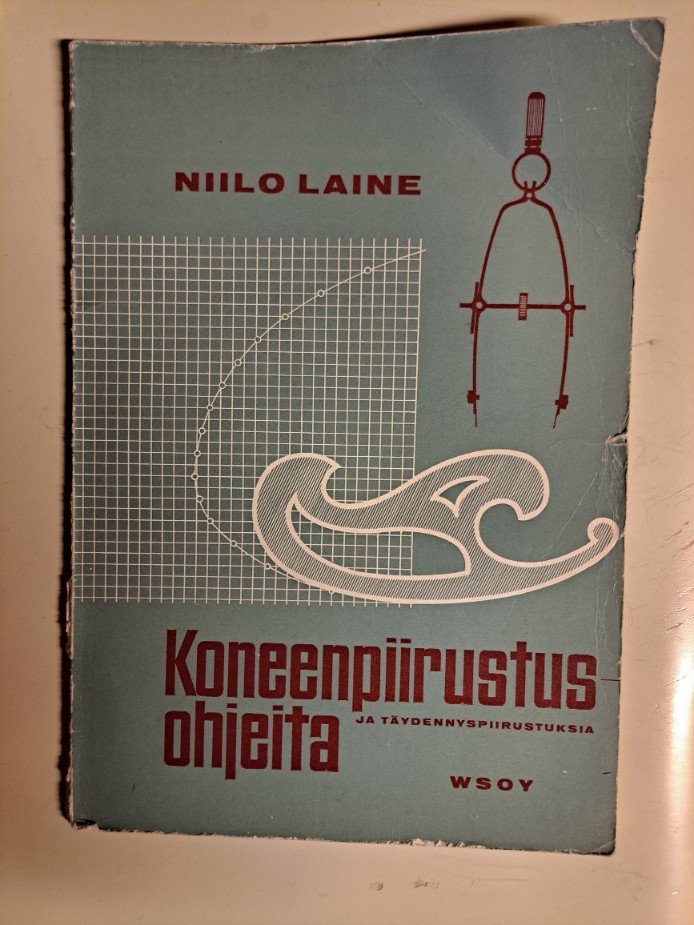 NIILO LAINE
Koneenpiirustus
ohjeita JA TÄYDENNYSPIIRUSTUKSIA
WSOY